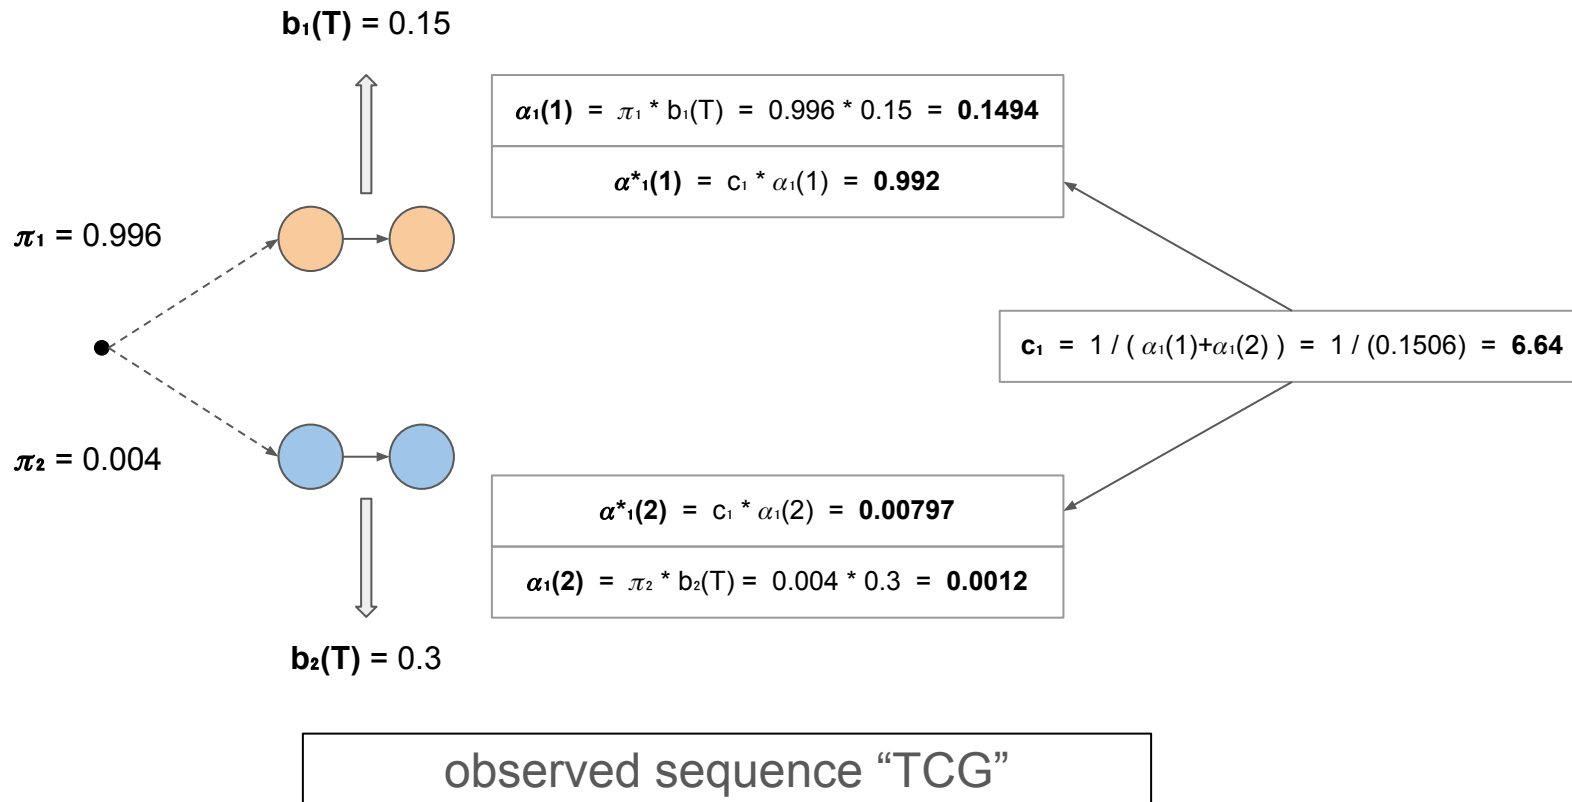 b₁(T) = 0.15
α₁(1) = π₁ * b₁(T) = 0.996 * 0.15 = 0.1494
α*₁(1) = c₁ * α₁(1) = 0.992
π₁ = 0.996
c₁ = 1 / ( α₁(1)+α₁(2) ) = 1 / (0.1506) = 6.64
π₂ = 0.004
α*₁(2) = c₁ * α₁(2) = 0.00797
α₁(2) = π₂ * b₂(T) = 0.004 * 0.3 = 0.0012
b₂(T) = 0.3
observed sequence “TCG”